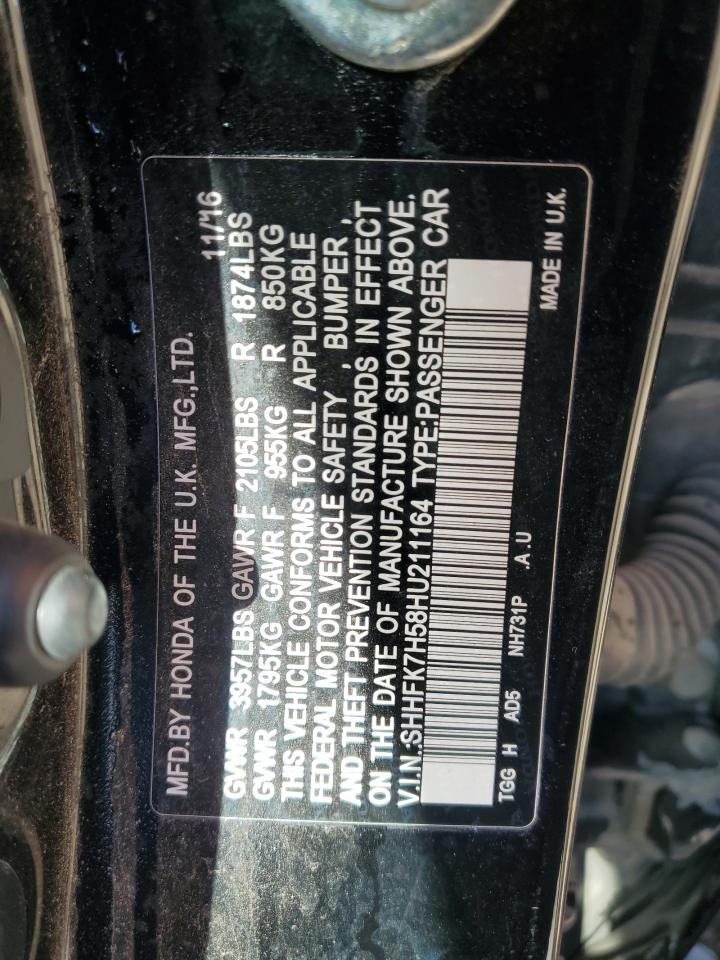 MFD.BY HONDA OF THE U.K. MFG.,LTD. 11/16
GVWR 3957LBS GAWR F 2105LBS R 1874LBS
GVWR 1795KG GAWR F 955KG R 850KG
THIS VEHICLE CONFORMS TO ALL APPLICABLE
FEDERAL MOTOR VEHICLE SAFETY , BUMPER ,
AND THEFT PREVENTION STANDARDS IN EFFECT
ON THE DATE OF MANUFACTURE SHOWN ABOVE.
V.I.N.:SHHFK7H58HU211164 TYPE:PASSENGER CAR
TGG H AD5 NH731P .A.U MADE IN U.K.